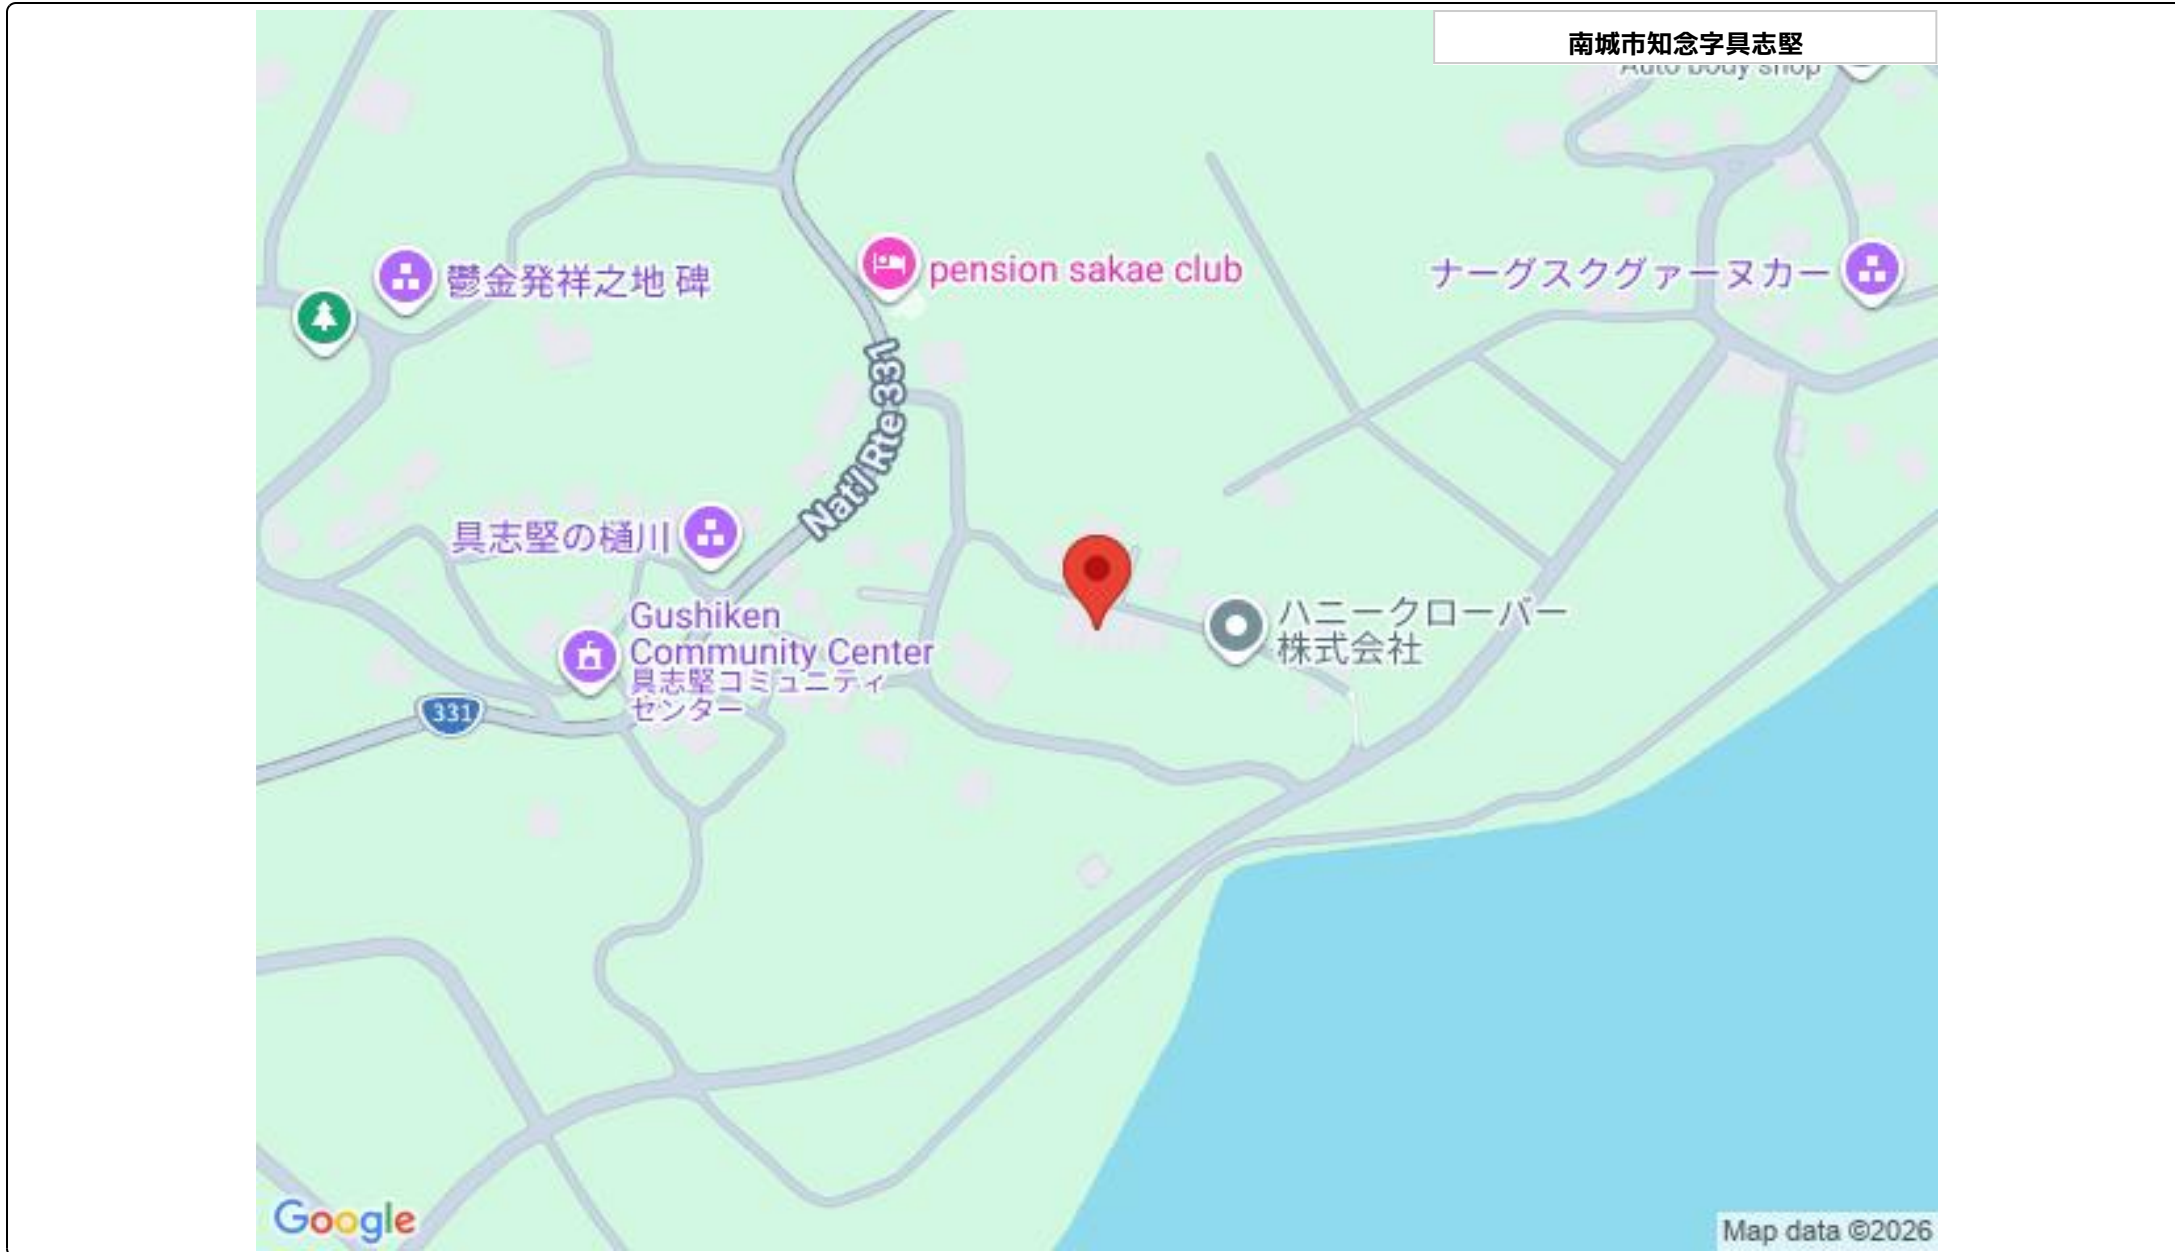 南城市知念字具志堅
Auto body shop
pension sakae club
鬱金発祥之地 碑
ナーグスクグァーヌカー
Nat'l Rte 331
具志堅の樋川
Gushiken
Community Center
具志堅コミュニティ
センター
ハニークローバー
株式会社
331
Google
Map data ©2026